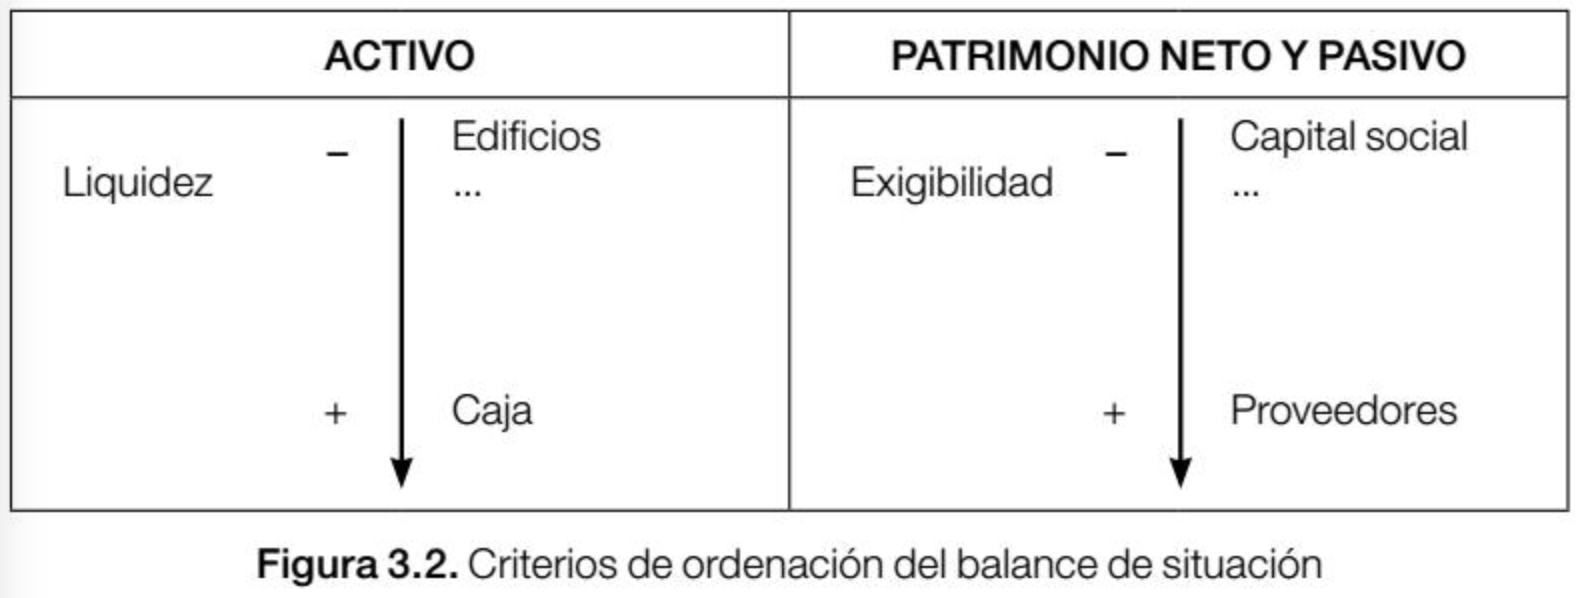 ACTIVO
PATRIMONIO NETO Y PASIVO
Liquidez
–
Edificios
...
+
Caja
Exigibilidad
–
Capital social
...
+
Proveedores
Figura 3.2. Criterios de ordenación del balance de situación